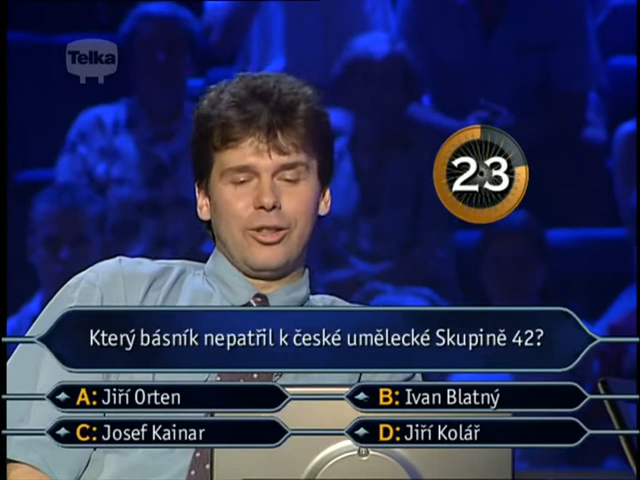 Telka
23
Který básník nepatřil k české umělecké Skupině 42?
A: Jiří Orten
B: Ivan Blatný
C: Josef Kainar
D: Jiří Kolář